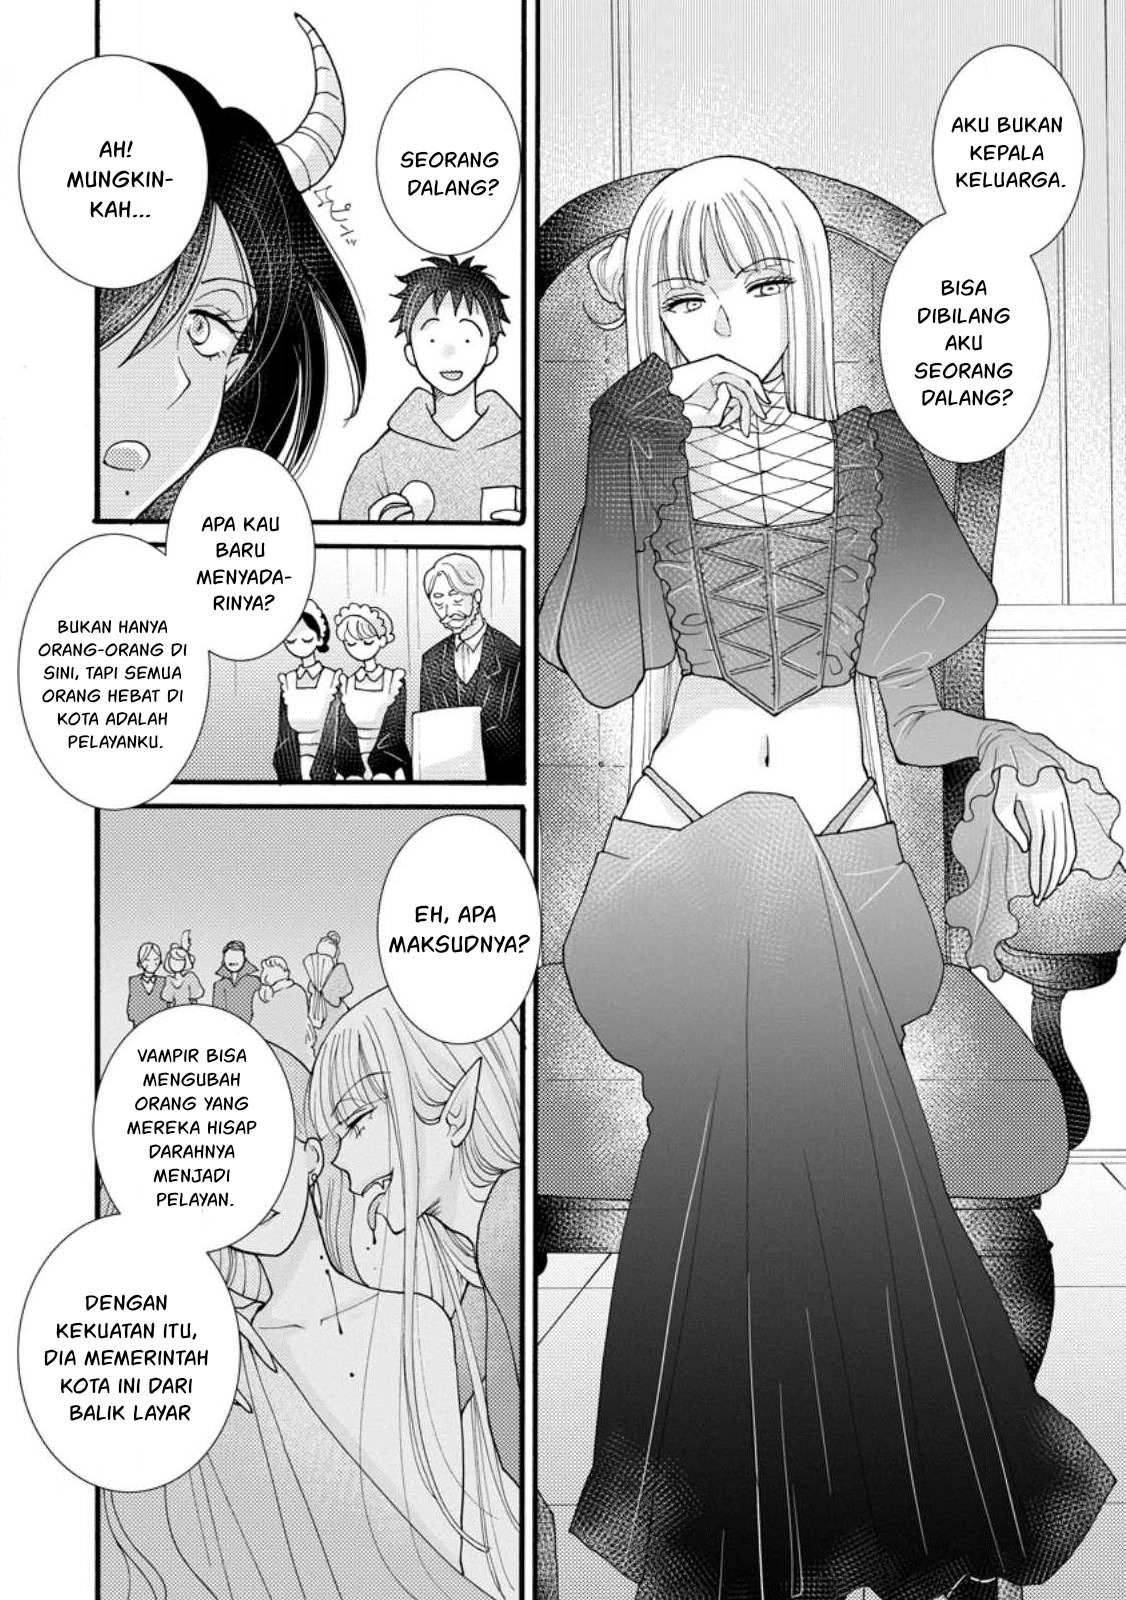 AKU BUKAN
KEPALA
KELUARGA.
BISA
DIBILANG
AKU
SEORANG
DALANG?
SEORANG
DALANG?
AH!
MUNGKIN-
KAH...
APA KAU
BARU
MENYADA-
RINYA?
BUKAN HANYA
ORANG-ORANG DI
SINI, TAPI SEMUA
ORANG HEBAT DI
KOTA ADALAH
PELAYANKU.
EH, APA
MAKSUDNYA?
VAMPIR BISA
MENGUBAH
ORANG YANG
MEREKA HISAP
DARAHNYA
MENJADI
PELAYAN.
DENGAN
KEKUATAN ITU,
DIA MEMERINTAH
KOTA INI DARI
BALIK LAYAR